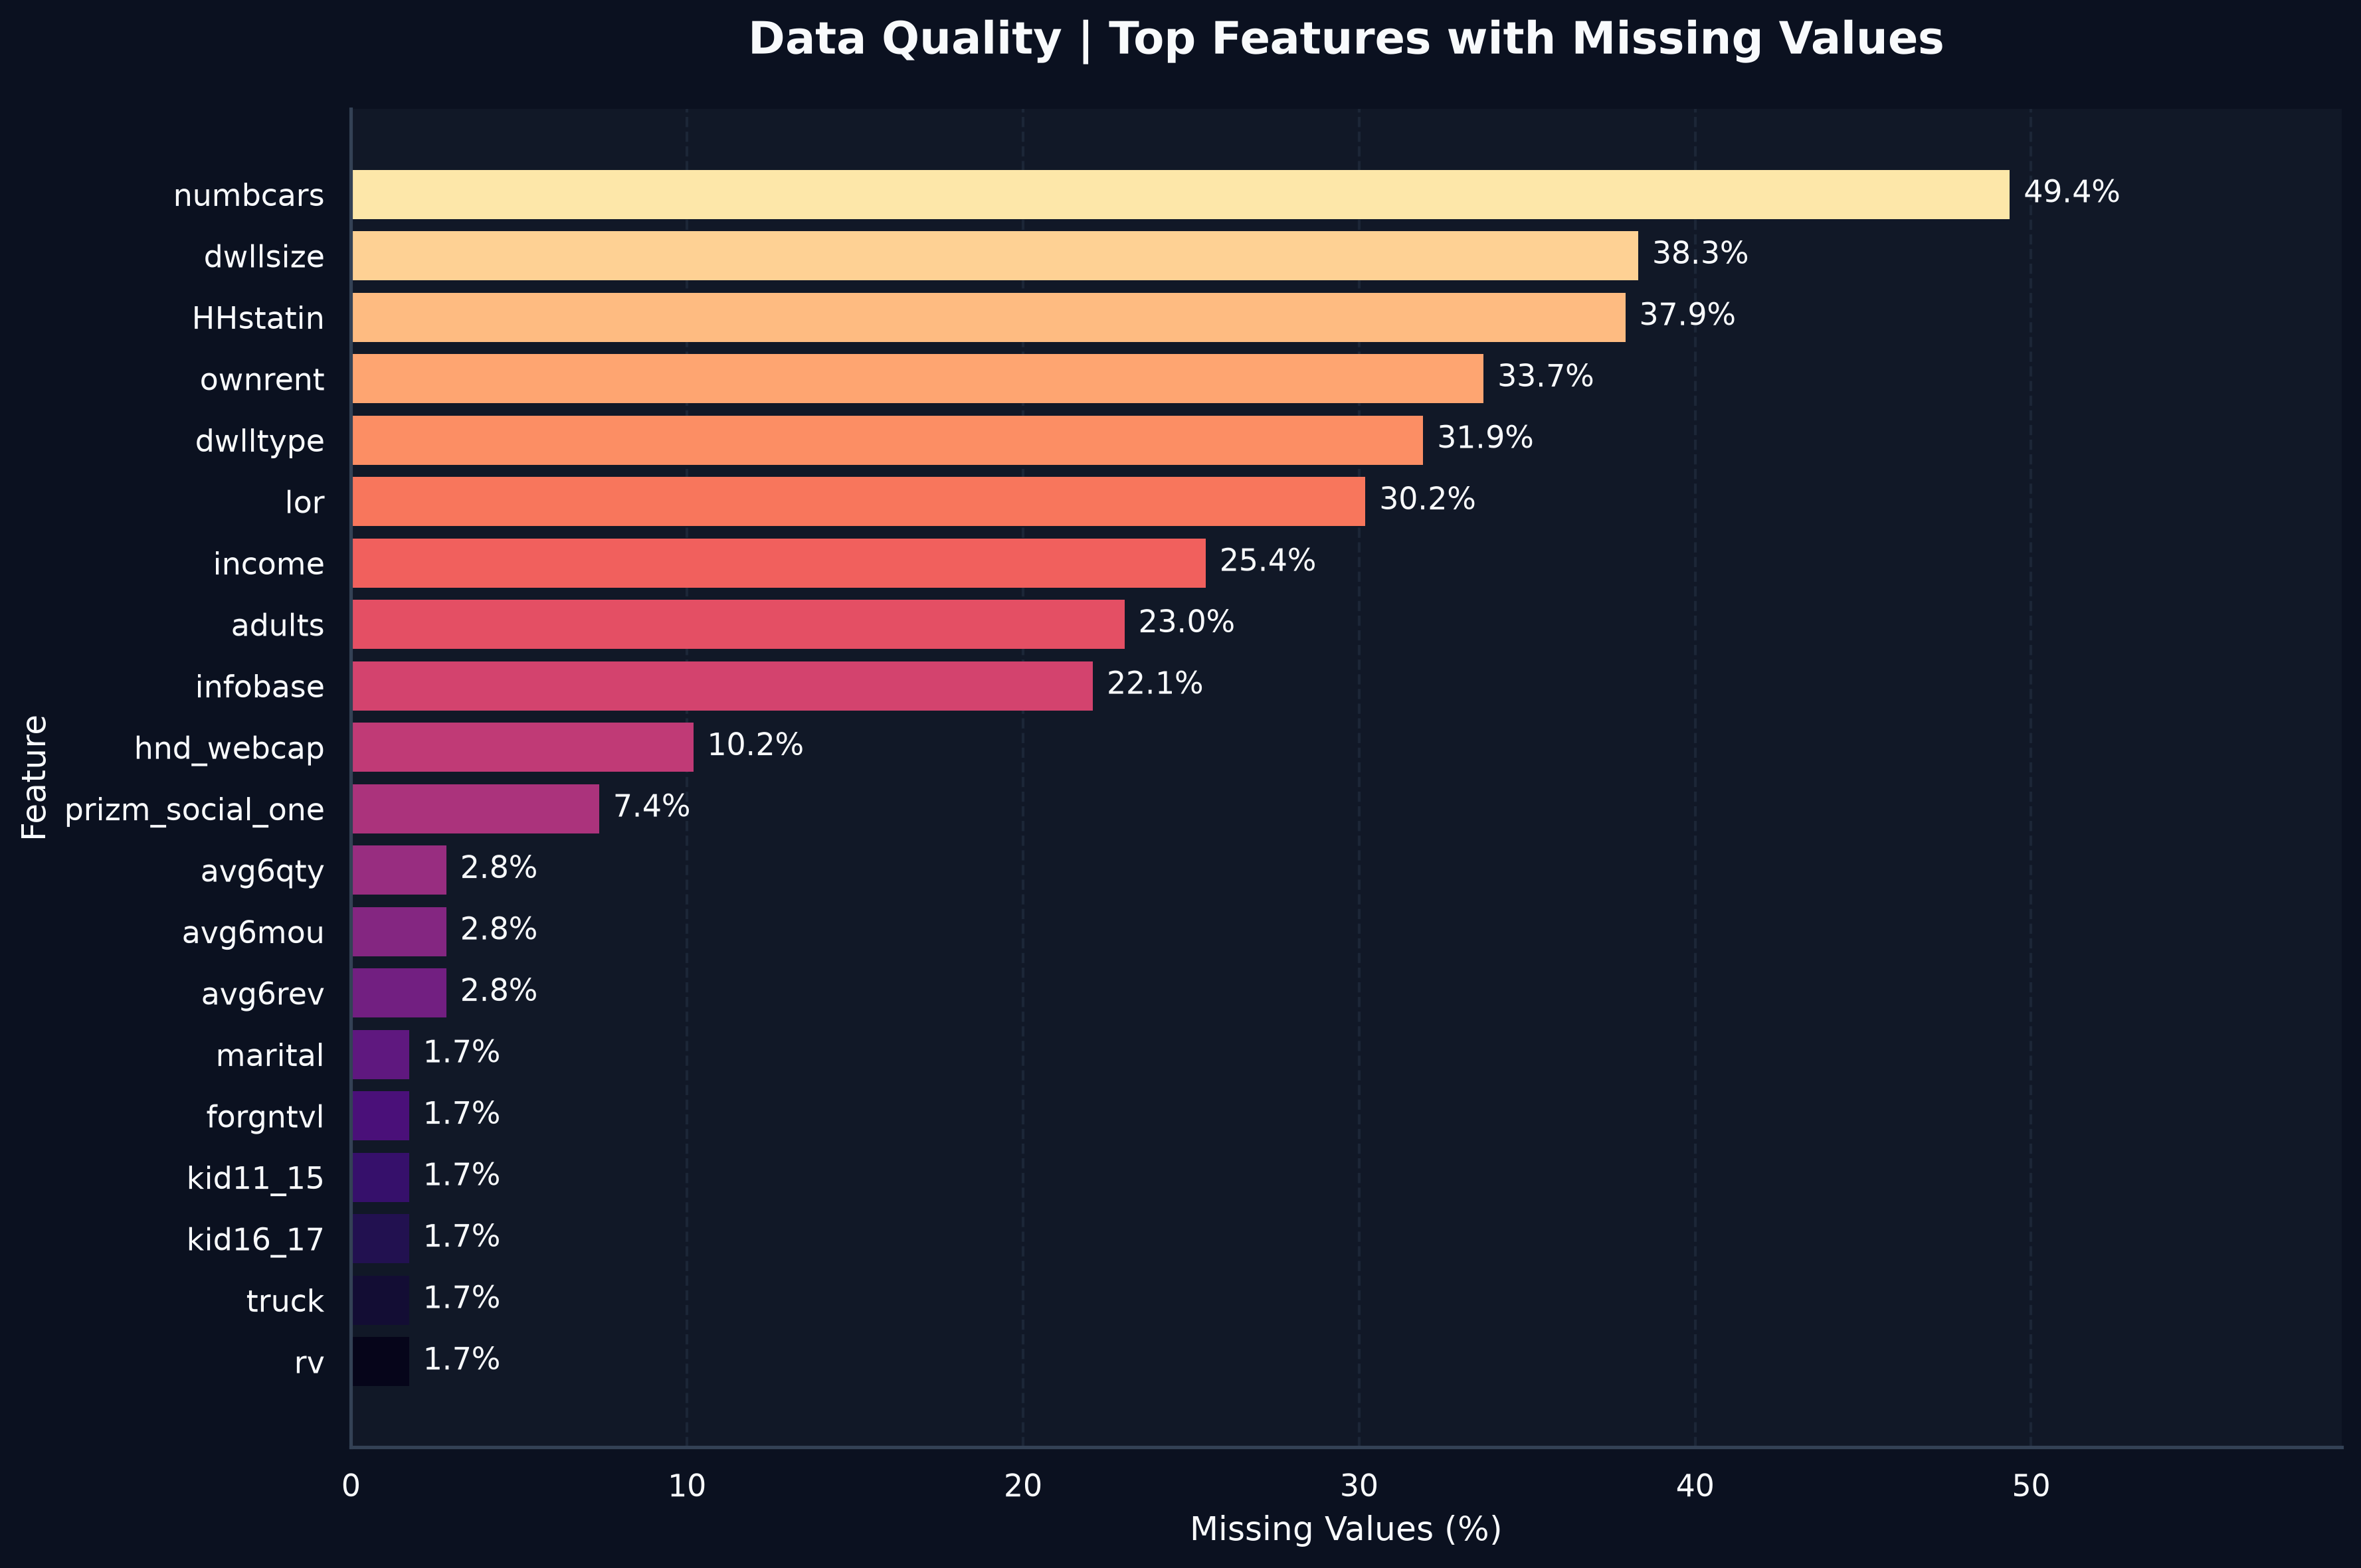 Data Quality | Top Features with Missing Values
numbcars 49.4%
dwllsize 38.3%
HHstatin 37.9%
ownrent 33.7%
dwlltype 31.9%
lor 30.2%
income 25.4%
adults 23.0%
infobase 22.1%
hnd_webcap 10.2%
prizm_social_one 7.4%
avg6qty 2.8%
avg6mou 2.8%
avg6rev 2.8%
marital 1.7%
forgntvl 1.7%
kid11_15 1.7%
kid16_17 1.7%
truck 1.7%
rv 1.7%
Feature
0 10 20 30 40 50
Missing Values (%)